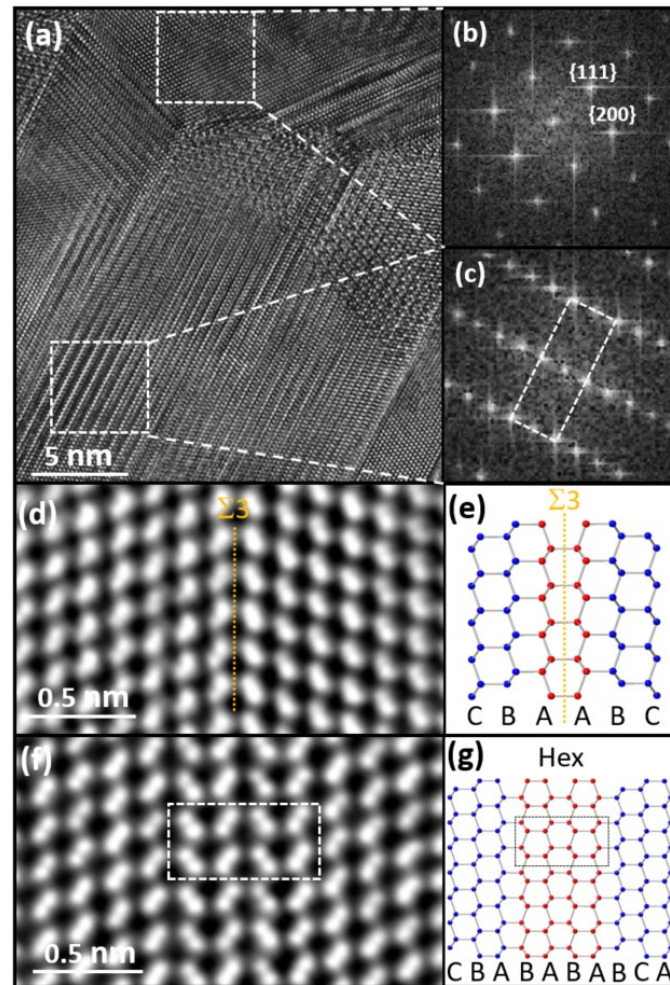 (a)
5 nm
(b)
{111}
{200}
(c)
(d)
Σ3
0.5 nm
(e)
Σ3
C B A A B C
(f)
0.5 nm
(g)
Hex
C B A B A B A B C A